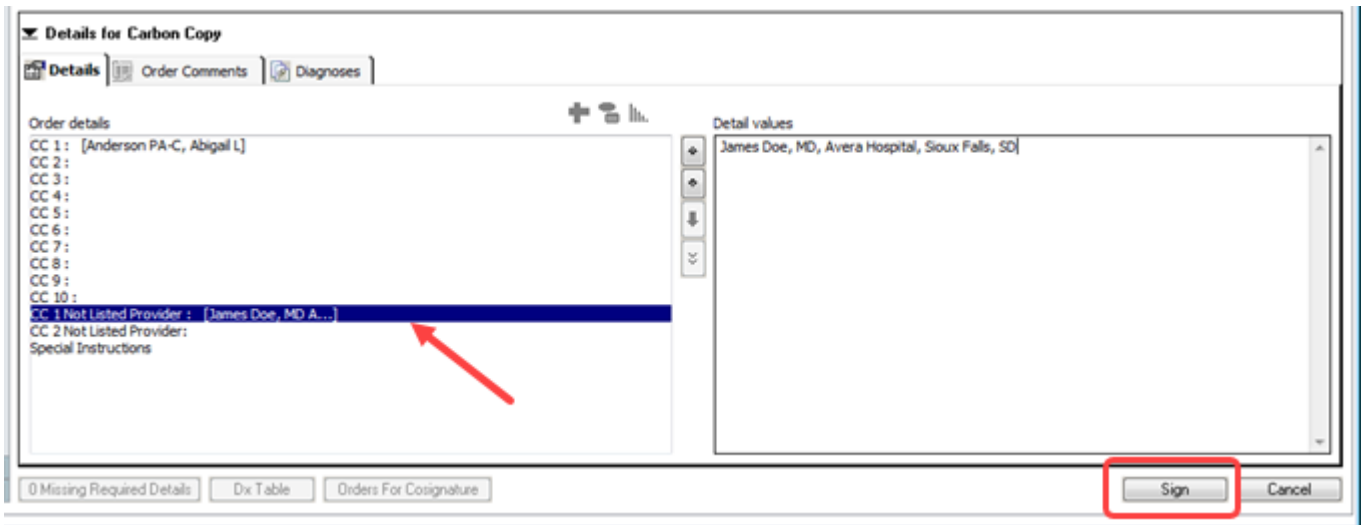 Details for Carbon Copy
Details
Order Comments
Diagnoses
Order details
Detail values
CC 1 : [Anderson PA-C, Abigail L]
CC 2 :
CC 3 :
CC 4 :
CC 5 :
CC 6 :
CC 7 :
CC 8 :
CC 9 :
CC 10 :
CC 1 Not Listed Provider : [James Doe, MD A...]
CC 2 Not Listed Provider:
Special Instructions
James Doe, MD, Avera Hospital, Sioux Falls, SD
0 Missing Required Details
Dx Table
Orders For Cosignature
Sign
Cancel